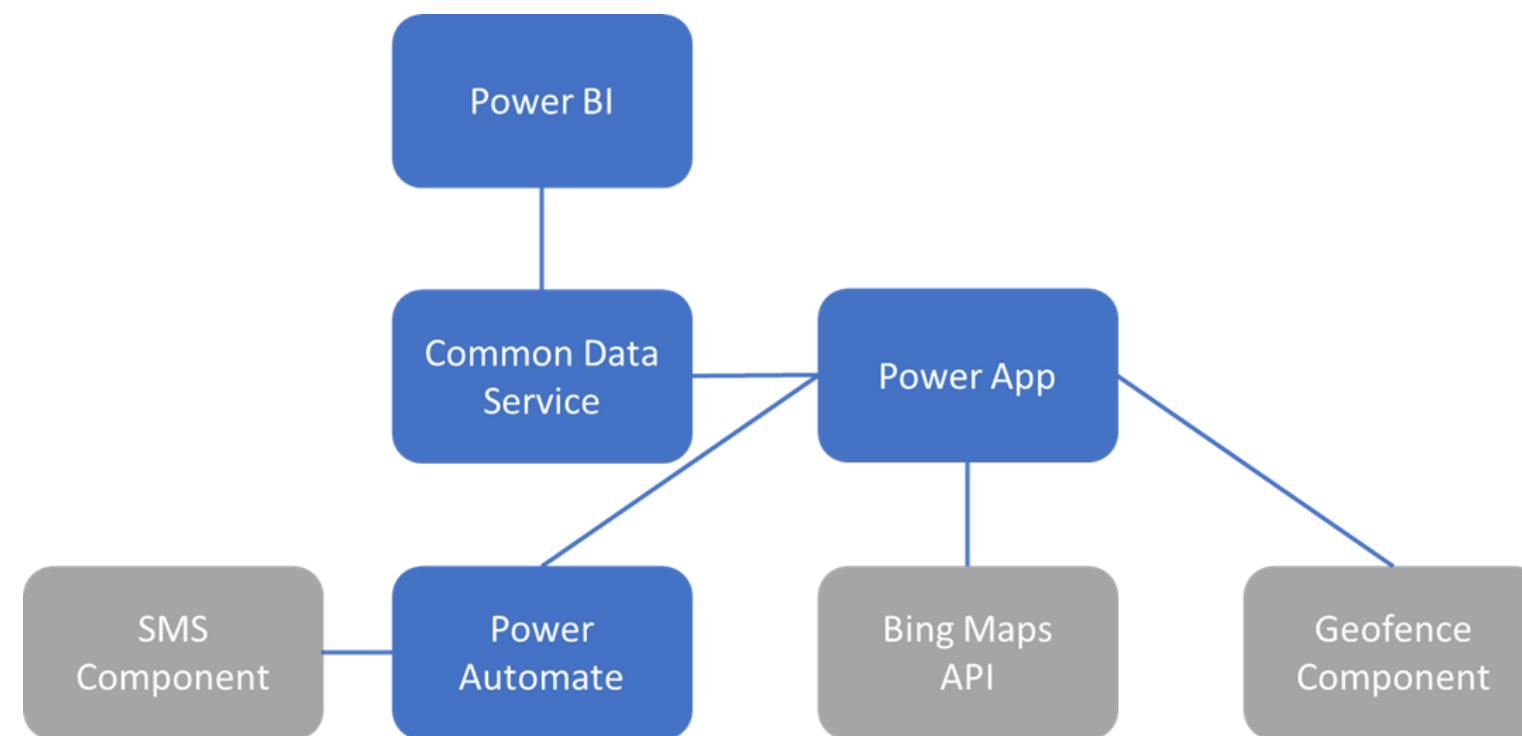 Power BI
Common Data
Service
Power App
SMS
Component
Power
Automate
Bing Maps
API
Geofence
Component